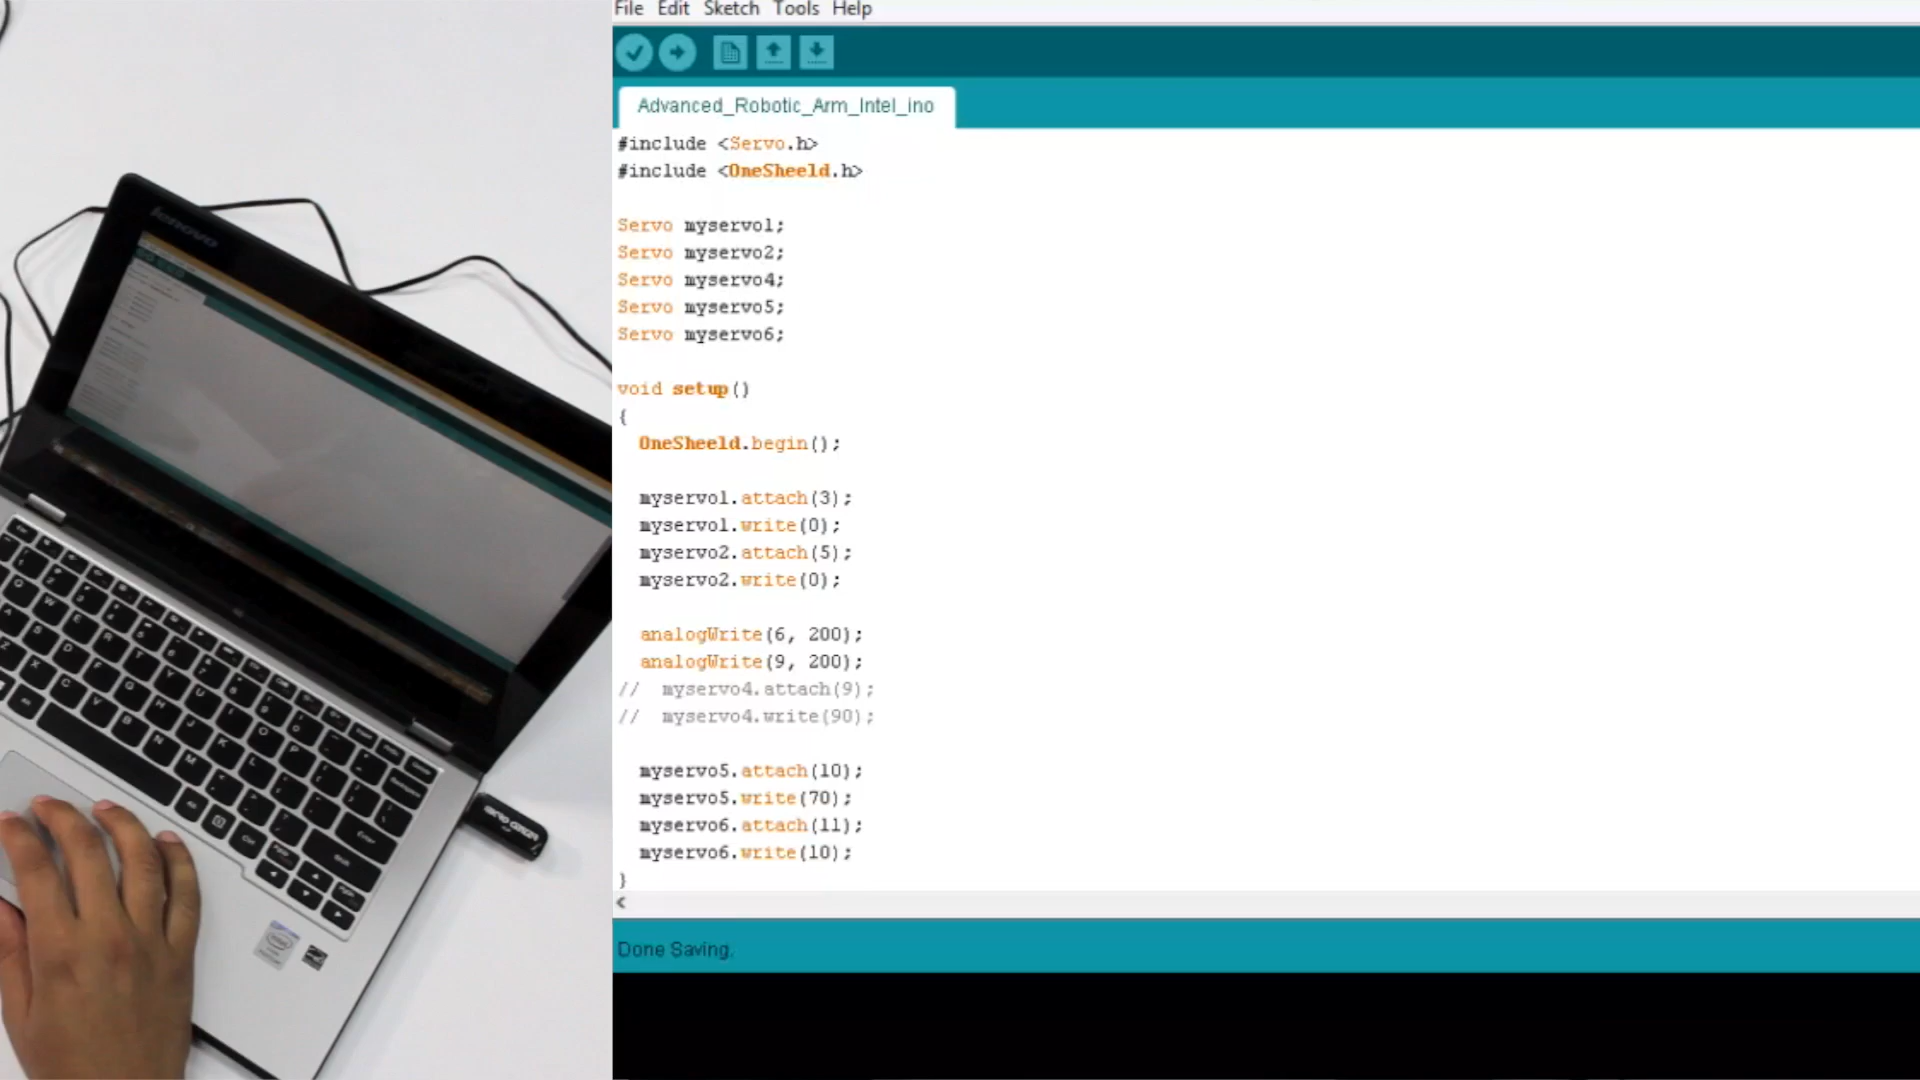 File Edit Sketch Tools Help
Advanced_Robotic_Arm_Intel_ino
#include <Servo.h>
#include <OneSheeld.h>
Servo myservo1;
Servo myservo2;
Servo myservo4;
Servo myservo5;
Servo myservo6;
void setup()
{
OneSheeld.begin();
myservo1.attach(3);
myservo1.write(0);
myservo2.attach(5);
myservo2.write(0);
analogWrite(6, 200);
analogWrite(9, 200);
// myservo4.attach(9);
// myservo4.write(90);
myservo5.attach(10);
myservo5.write(70);
myservo6.attach(11);
myservo6.write(10);
}
Done Saving.
lenovo